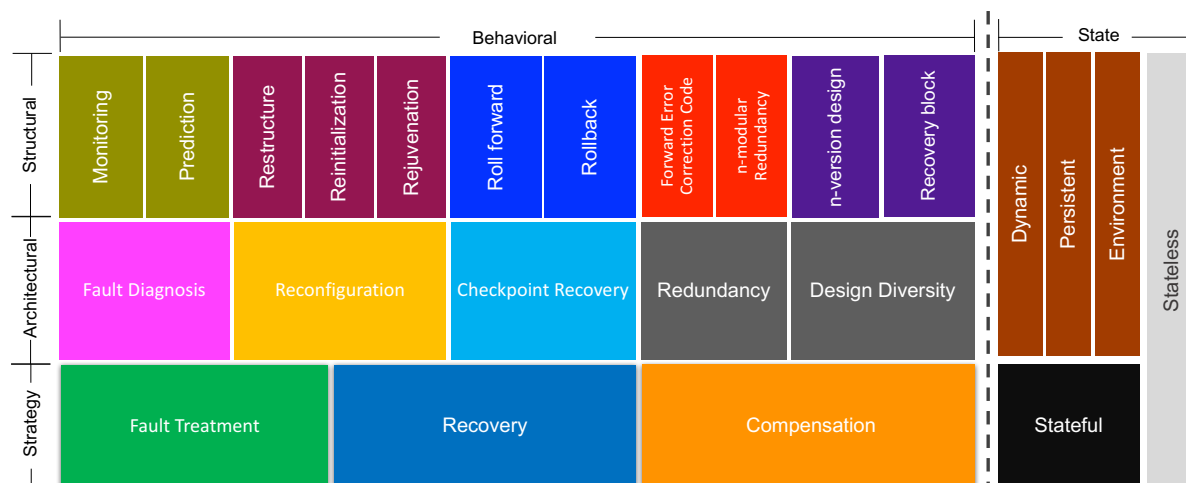 Behavioral
State
Structural
Monitoring
Prediction
Restructure
Reinitialization
Rejuvenation
Roll forward
Rollback
Forward Error
Correction Code
n-modular
Redundancy
n-version design
Recovery block
Dynamic
Persistent
Environment
Stateless
Architectural
Fault Diagnosis
Reconfiguration
Checkpoint Recovery
Redundancy
Design Diversity
Strategy
Fault Treatment
Recovery
Compensation
Stateful